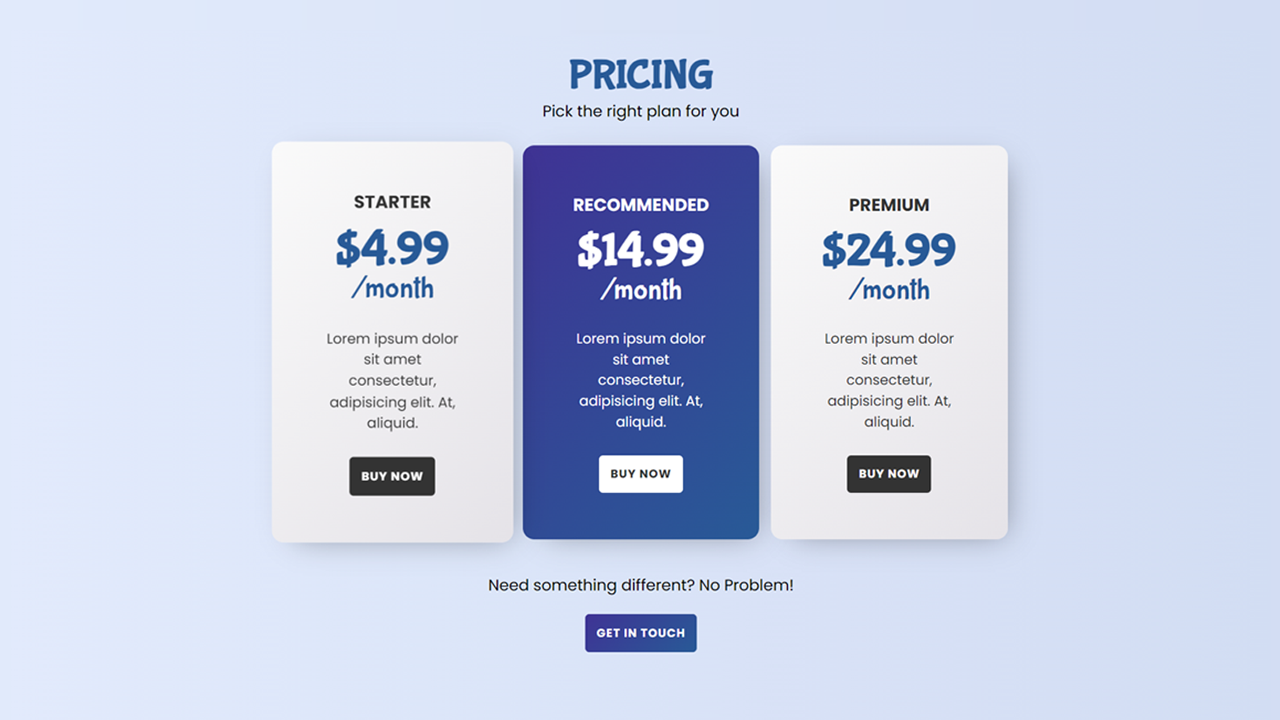 PRICING
Pick the right plan for you
STARTER
$4.99
/month
Lorem ipsum dolor
sit amet
consectetur,
adipisicing elit. At,
aliquid.
BUY NOW
RECOMMENDED
$14.99
/month
Lorem ipsum dolor
sit amet
consectetur,
adipisicing elit. At,
aliquid.
BUY NOW
PREMIUM
$24.99
/month
Lorem ipsum dolor
sit amet
consectetur,
adipisicing elit. At,
aliquid.
BUY NOW
Need something different? No Problem!
GET IN TOUCH